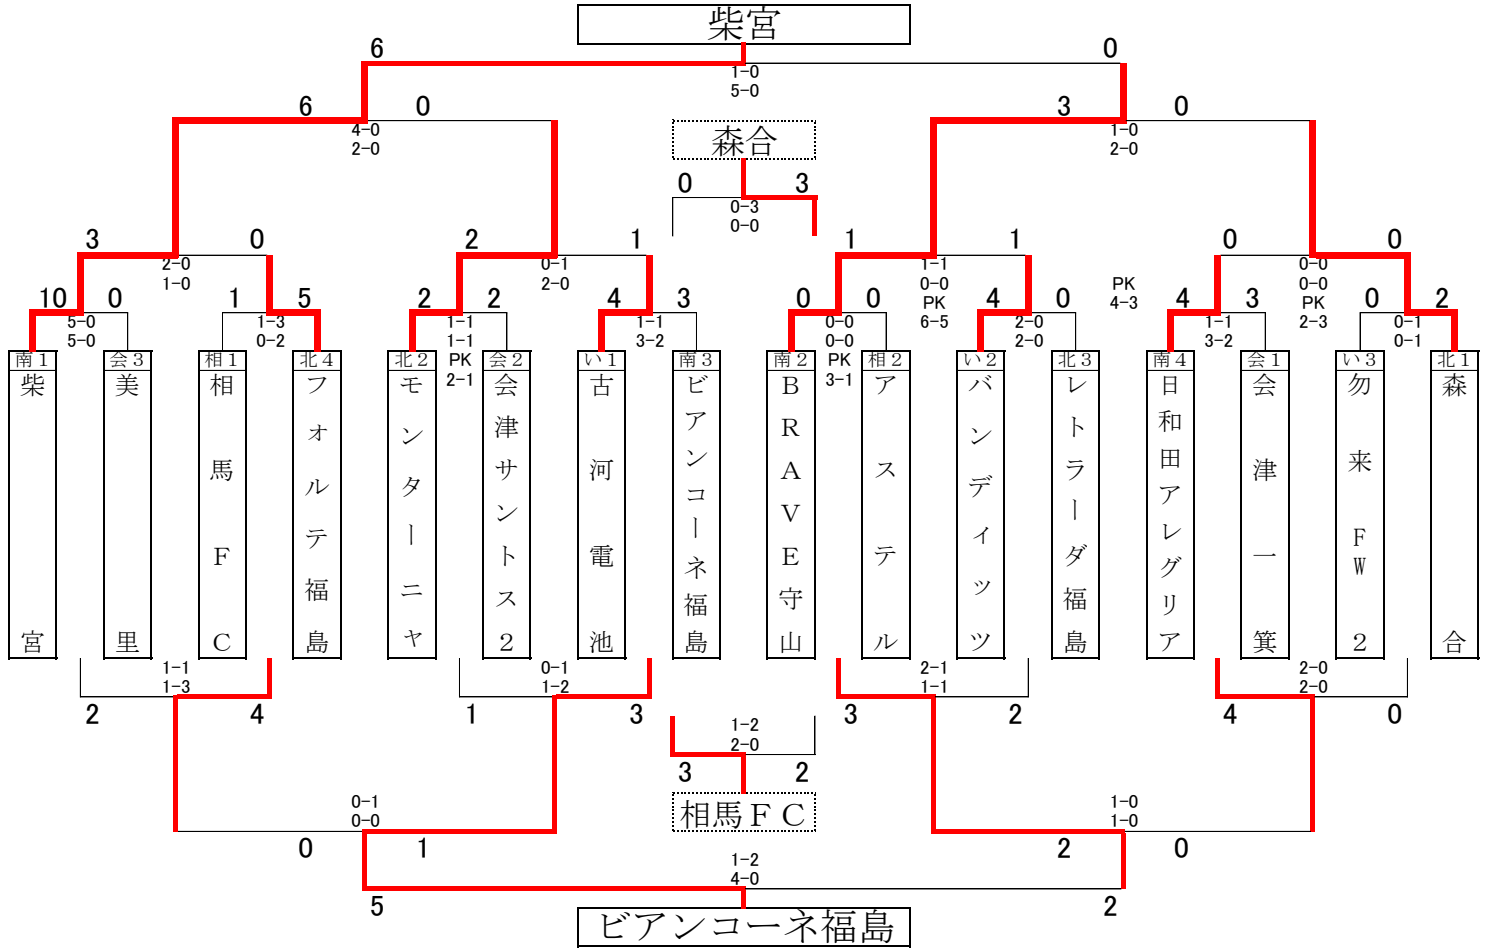 柴宮
6 0
1-0
5-0
6 0 3 0
4-0
2-0
1-0
2-0
森合
0 3
0-3
0-0
3 0 2 1 1 1 0 0
2-0
1-0
0-1
2-0
1-1
0-0
PK
6-5
0-0
0-0
PK
2-3
10 0 1 5 2 2 4 3 0 0 4 0 4 3 0 2
5-0
5-0
1-3
0-2
1-1
1-1
PK
2-1
1-1
3-2
0-0
0-0
PK
3-1
2-0
2-0
PK
4-3
1-1
3-2
0-1
0-1
南1 会3 相1 北4 北2 会2 い1 南3 南2 相2 い2 北3 南4 会1 い3 北1
柴宮
美里
相馬FC
フォルテ福島
モンターニャ
会津サントス2
古河電池
ビアンコーネ福島
BRAVE守山
アステル
バンディッツ
レトラーダ福島
日和田アレグリア
会津一箕
勿来FW2
森合
1-1
1-3
0-1
1-2
2-1
1-1
2-0
2-0
2 4 1 3 3 2 4 0
1-2
2-0
3 2
相馬FC
0-1
0-0
1-0
1-0
0 1 2 0
1-2
4-0
5 2
ビアンコーネ福島